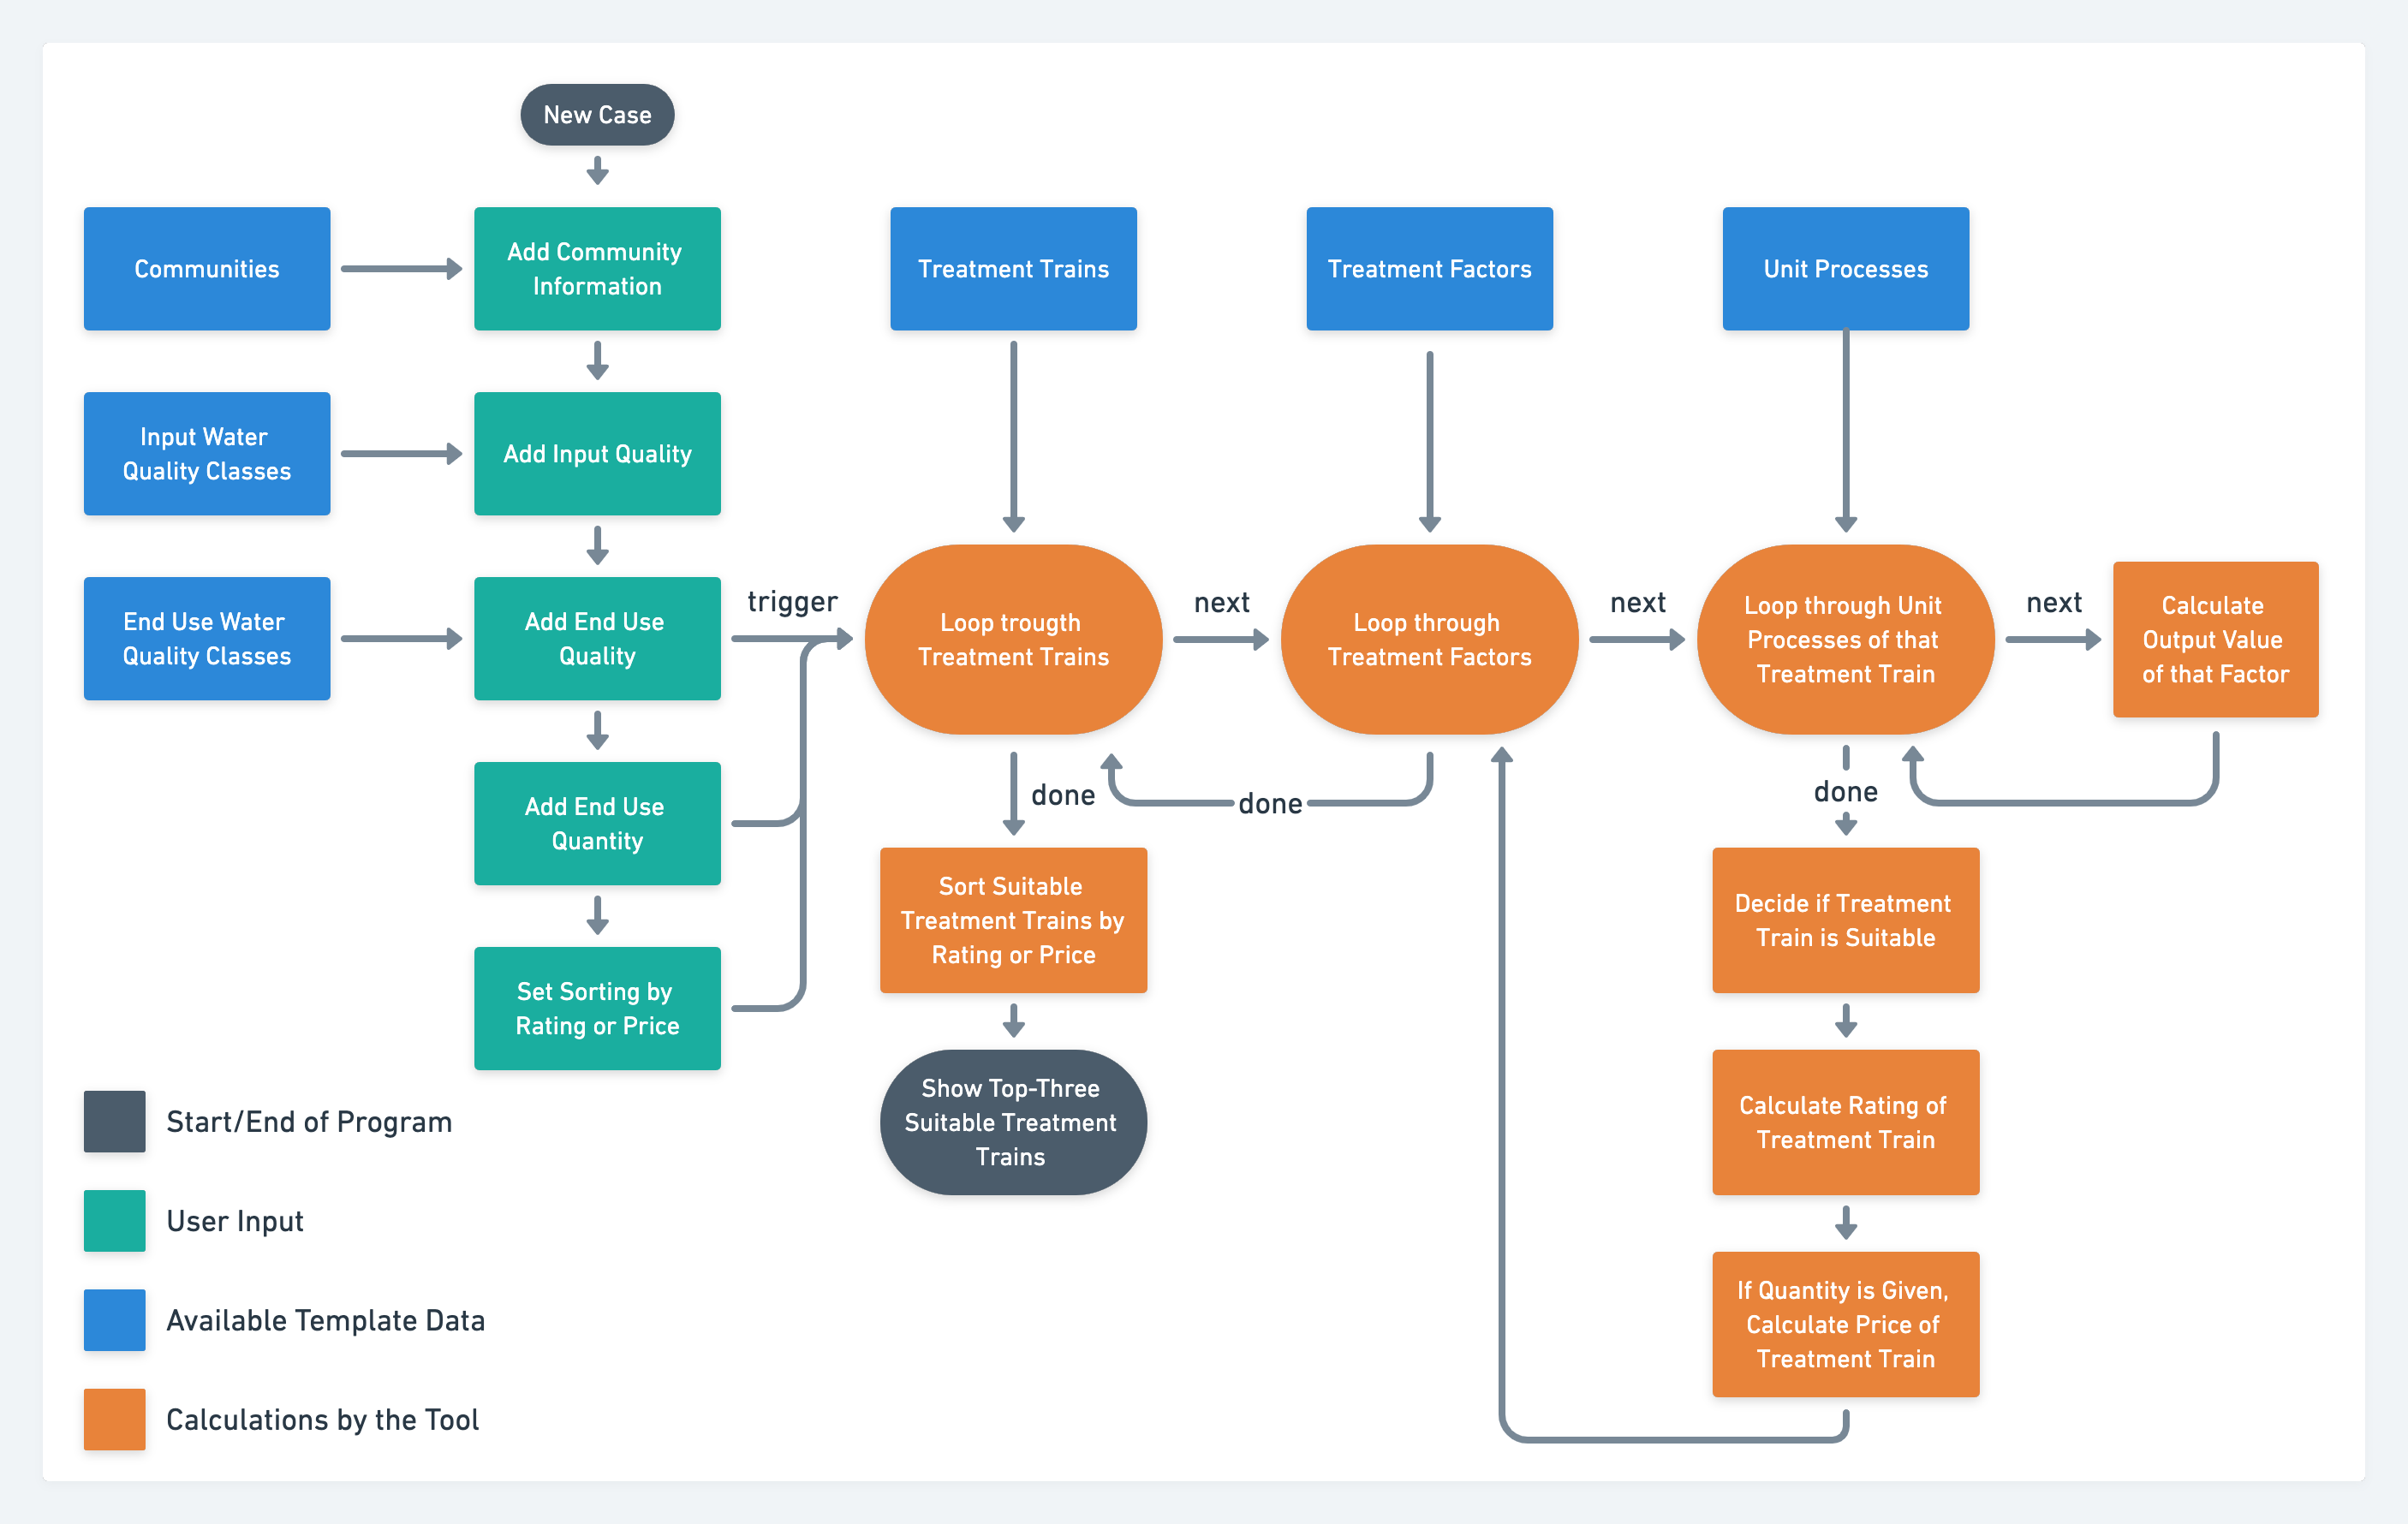 New Case
Communities
Add Community
Information
Treatment Trains
Treatment Factors
Unit Processes
Input Water
Quality Classes
Add Input Quality
End Use Water
Quality Classes
Add End Use
Quality
trigger
Loop trougth
Treatment Trains
next
Loop through
Treatment Factors
next
Loop through Unit
Processes of that
Treatment Train
next
Calculate
Output Value
of that Factor
done
done
done
Add End Use
Quantity
Sort Suitable
Treatment Trains by
Rating or Price
Decide if Treatment
Train is Suitable
Set Sorting by
Rating or Price
Show Top-Three
Suitable Treatment
Trains
Calculate Rating of
Treatment Train
If Quantity is Given,
Calculate Price of
Treatment Train
Start/End of Program
User Input
Available Template Data
Calculations by the Tool